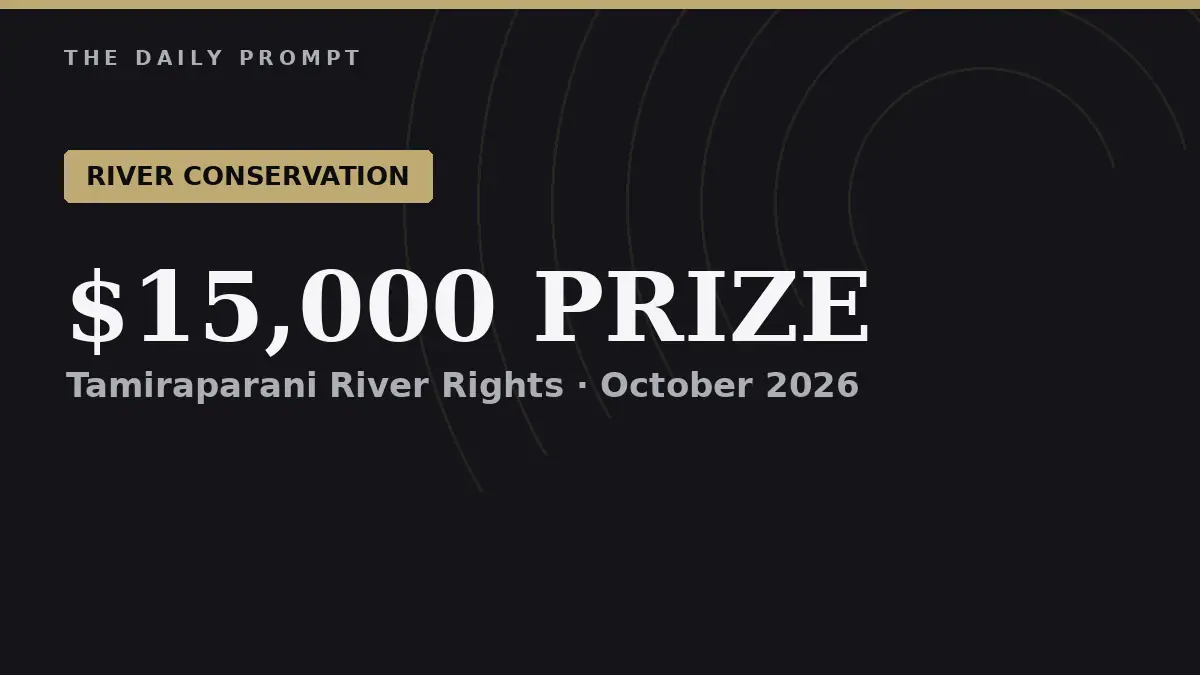 THE DAILY PROMPT
RIVER CONSERVATION
$15,000 PRIZE
Tamiraparani River Rights · October 2026